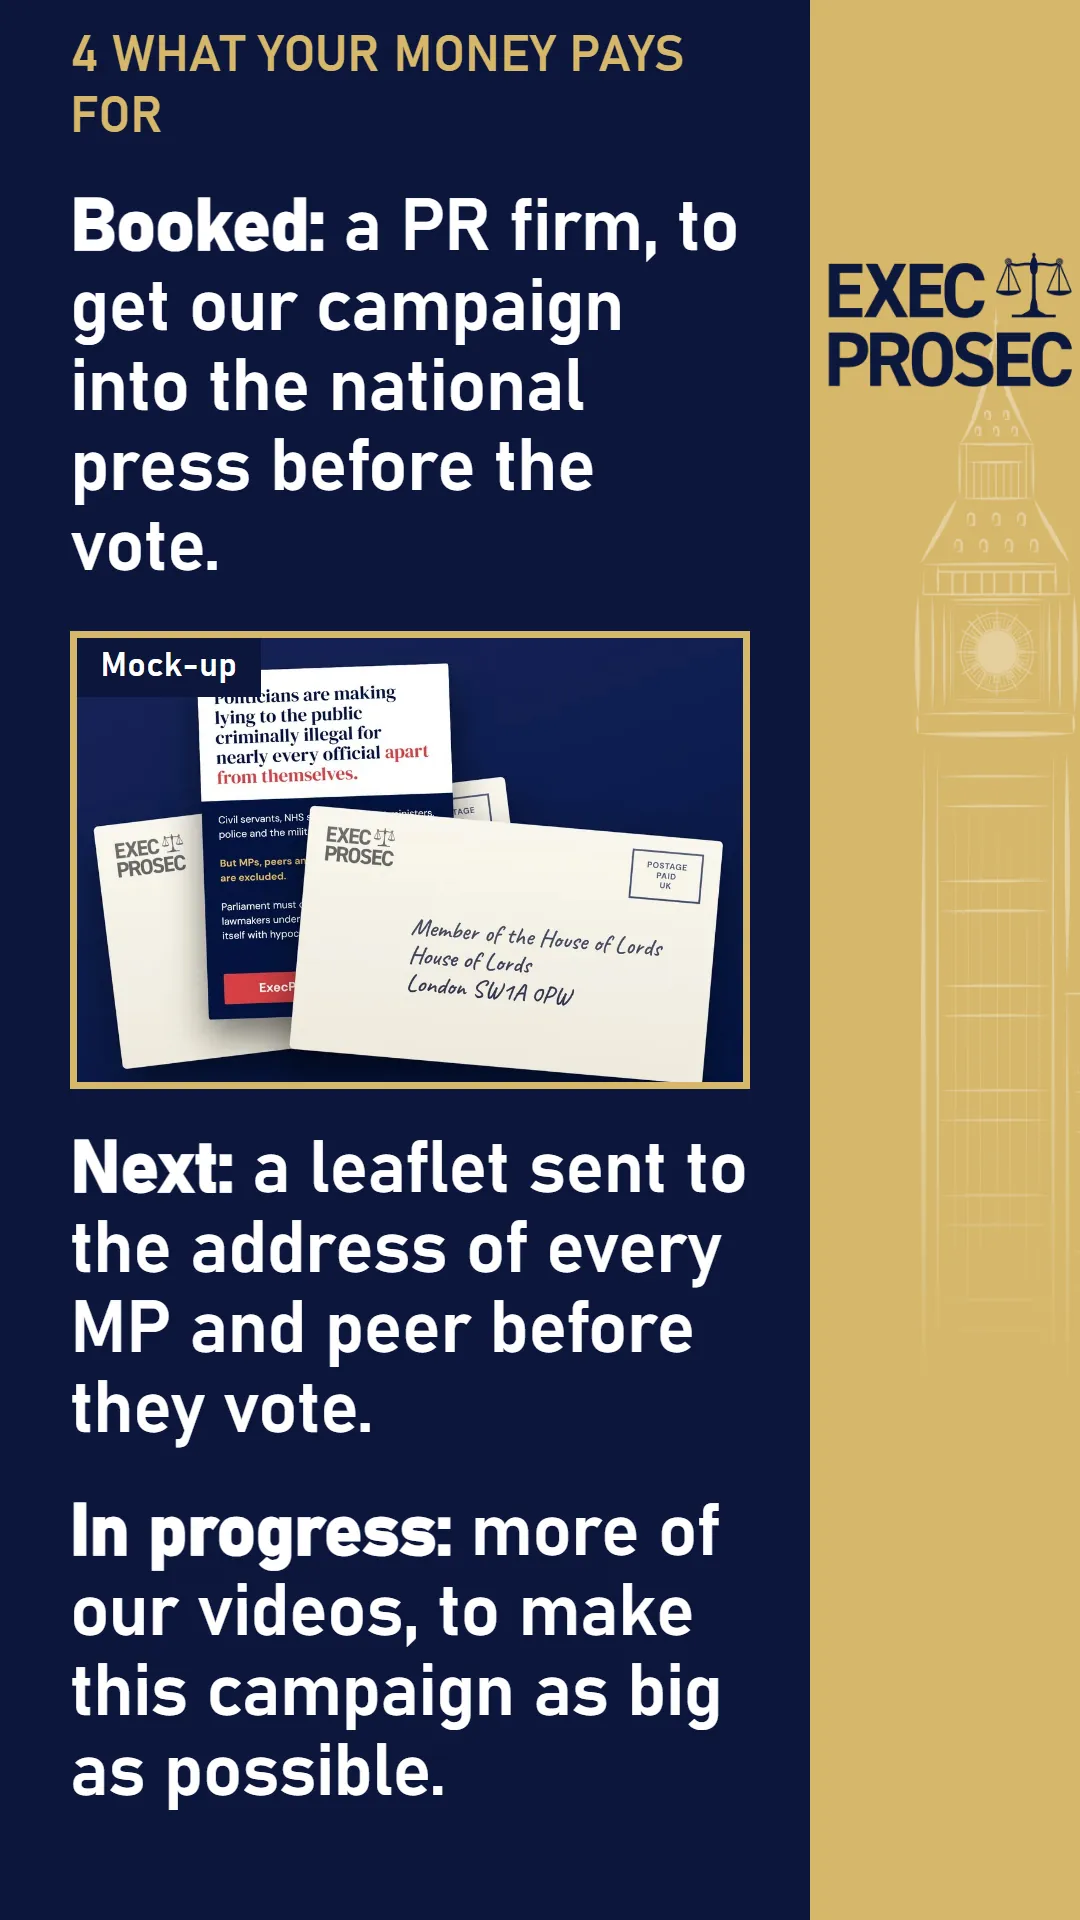 4 WHAT YOUR MONEY PAYS
FOR
Booked: a PR firm, to
get our campaign
into the national
press before the
vote.
EXEC
PROSEC
Mock-up
Politicians are making
lying to the public
criminally illegal for
nearly every official apart
from themselves.
Civil servants, NHS
police and the
But MPs, peers
are excluded.
Parliament must
lawmakers under
itself with
EXEC
PROSEC
EXEC
PROSEC
POSTAGE
PAID
UK
Member of the House of Lords
House of Lords
London SW1A 0PW
Next: a leaflet sent to
the address of every
MP and peer before
they vote.
In progress: more of
our videos, to make
this campaign as big
as possible.